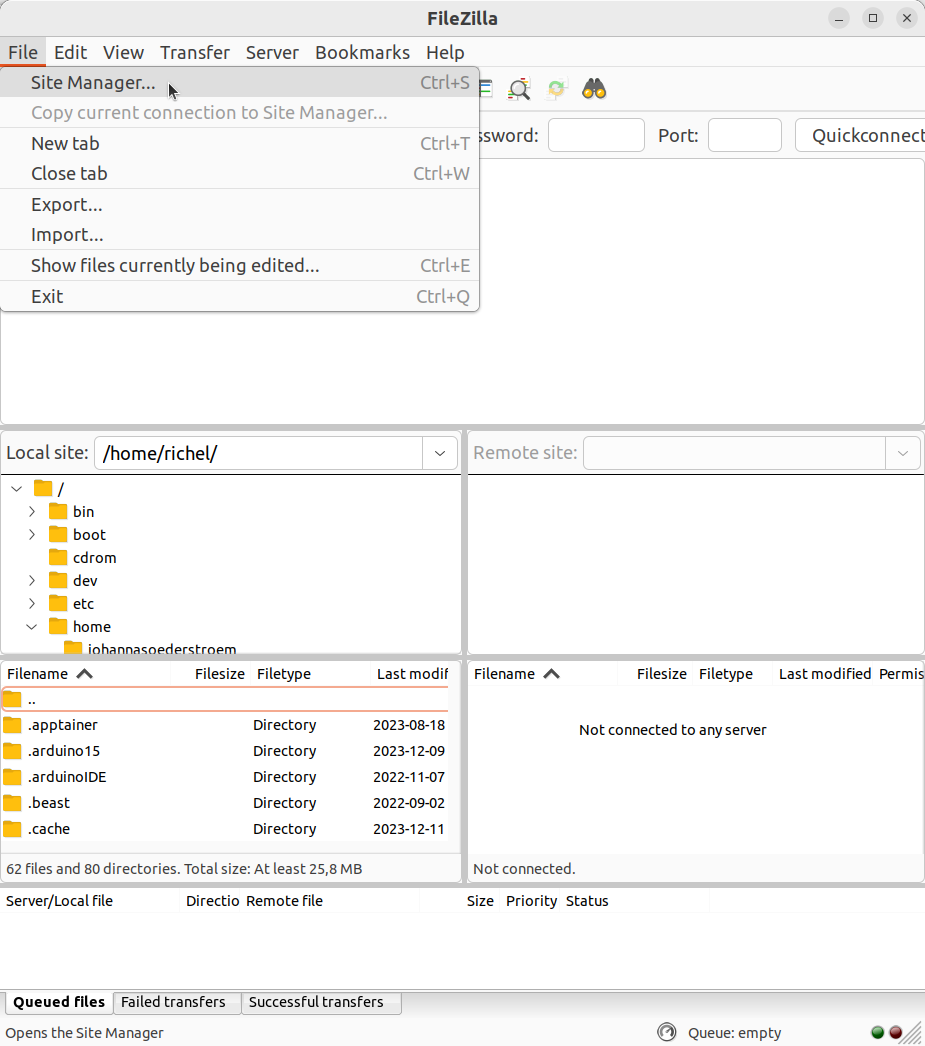 FileZilla
File Edit View Transfer Server Bookmarks Help
Site Manager... Ctrl+S
Copy current connection to Site Manager...
ssword: Port: Quickconnect
New tab Ctrl+T
Close tab Ctrl+W
Export...
Import...
Show files currently being edited... Ctrl+E
Exit Ctrl+Q
Local site: /home/richel/ Remote site:
/
bin
boot
cdrom
dev
etc
home
johannasoederstroem
Filename Filesize Filetype Last modif
..
.apptainer Directory 2023-08-18
.arduino15 Directory 2023-12-09
.arduinoIDE Directory 2022-11-07
.beast Directory 2022-09-02
.cache Directory 2023-12-11
62 files and 80 directories. Total size: At least 25,8 MB
Filename Filesize Filetype Last modified Permis
Not connected to any server
Not connected.
Server/Local file Directio Remote file Size Priority Status
Queued files Failed transfers Successful transfers
Opens the Site Manager Queue: empty